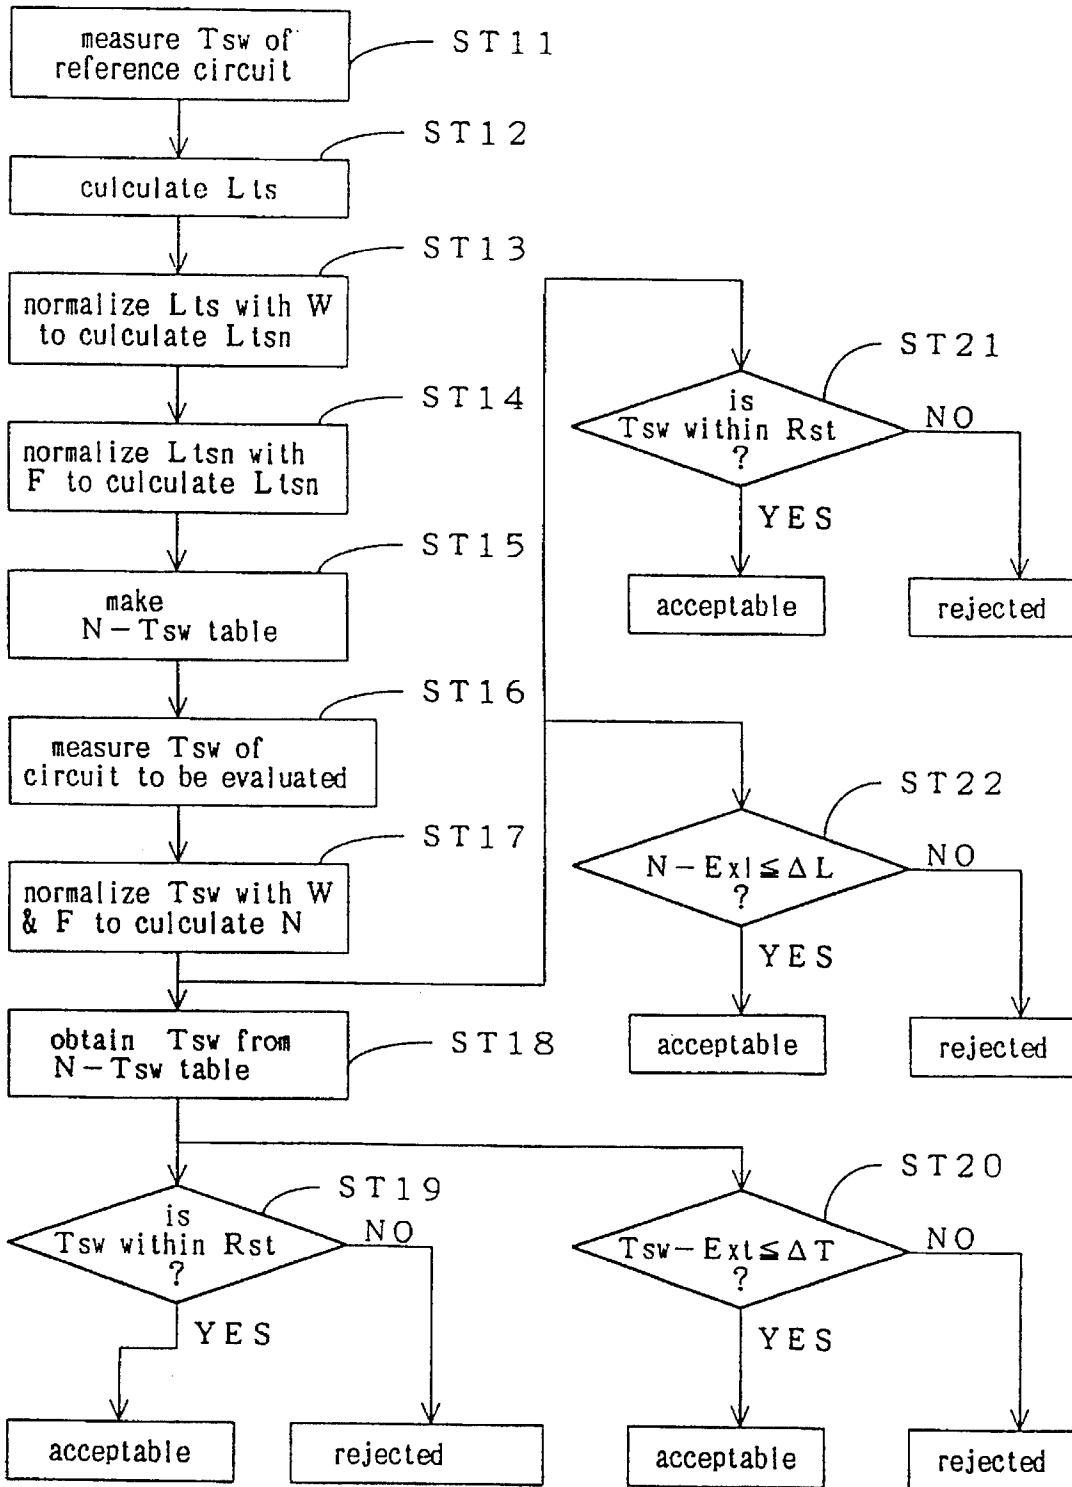 measure Tsw of
reference circuit
ST11
ST12
culculate Lts
ST13
normalize Lts with W
to calculate Ltsn
ST14
normalize Ltsn with
F to culculate Ltsn
ST15
make
N-Tsw table
ST16
measure Tsw of
circuit to be evaluated
ST17
normalize Tsw with W
& F to calculate N
obtain Tsw from
N-Tsw table
ST18
is
Tsw within Rst
?
ST19
NO
YES
acceptable
rejected
ST20
Tsw-Ext≦ΔT
?
NO
YES
acceptable
rejected
ST21
is
Tsw within Rst
?
NO
YES
acceptable
rejected
ST22
N-Exl≦ΔL
?
NO
YES
acceptable
rejected